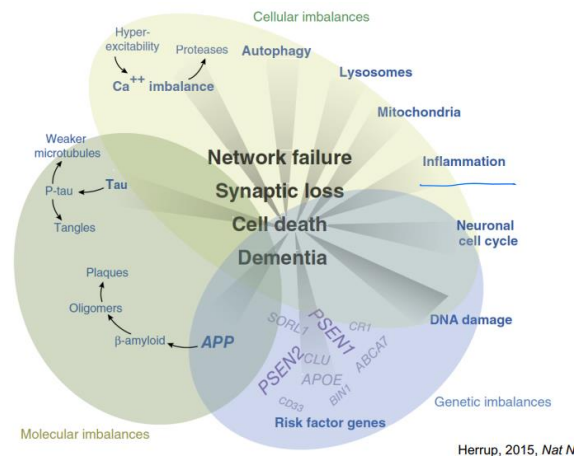 Cellular imbalances
Hyper-
excitability
Proteases
Autophagy
Ca++ imbalance
Lysosomes
Mitochondria
Inflammation
Neuronal
cell cycle
DNA damage
Weaker
microtubules
P-tau
Tau
Tangles
Network failure
Synaptic loss
Cell death
Dementia
Plaques
Oligomers
β-amyloid
APP
SORL1
PSEN1
CR1
PSEN2
CLU
ABCA7
APOE
BIN1
CD33
Risk factor genes
Genetic imbalances
Molecular imbalances
Herrup, 2015, Nat N